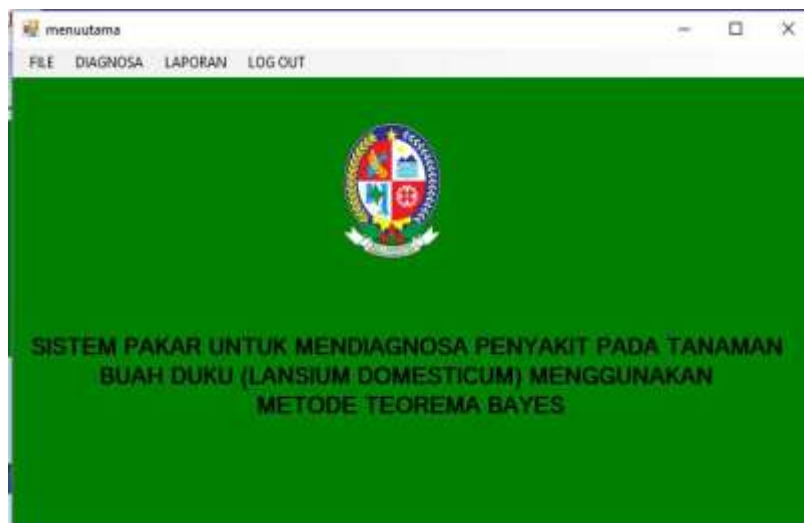 menuutama
FILE DIAGNOSA LAPORAN LOG OUT
SISTEM PAKAR UNTUK MENDIAGNOSA PENYAKIT PADA TANAMAN
BUAH DUKU (LANSIUM DOMESTICUM) MENGGUNAKAN
METODE TEOREMA BAYES